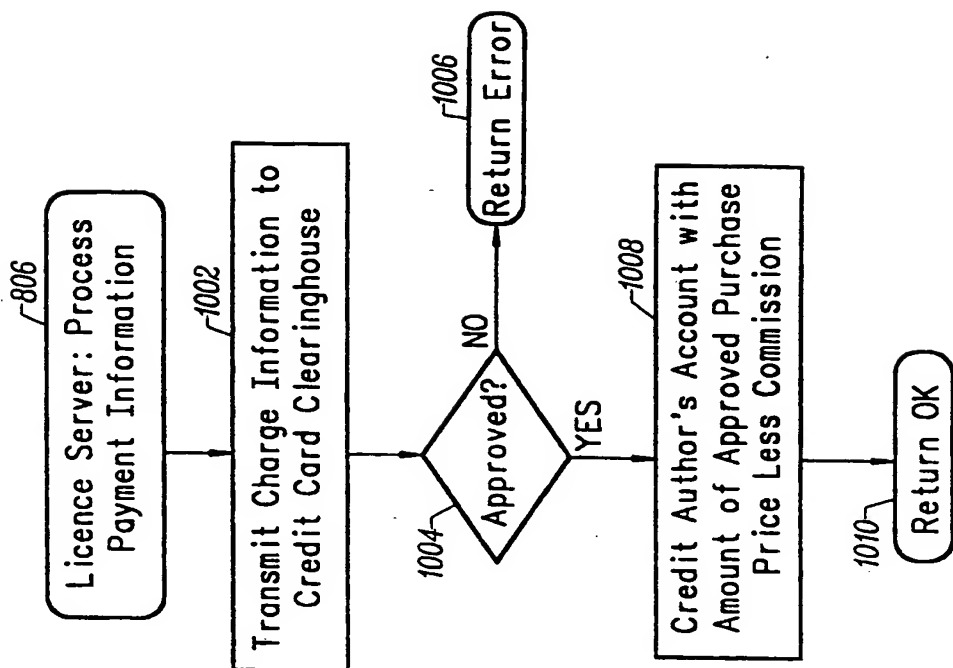 806
Licence Server: Process
Payment Information
1002
Transmit Charge Information to
Credit Card Clearinghouse
1004
Approved?
NO
1006
Return Error
YES
1008
Credit Author's Account with
Amount of Approved Purchase
Price Less Commission
1010
Return OK